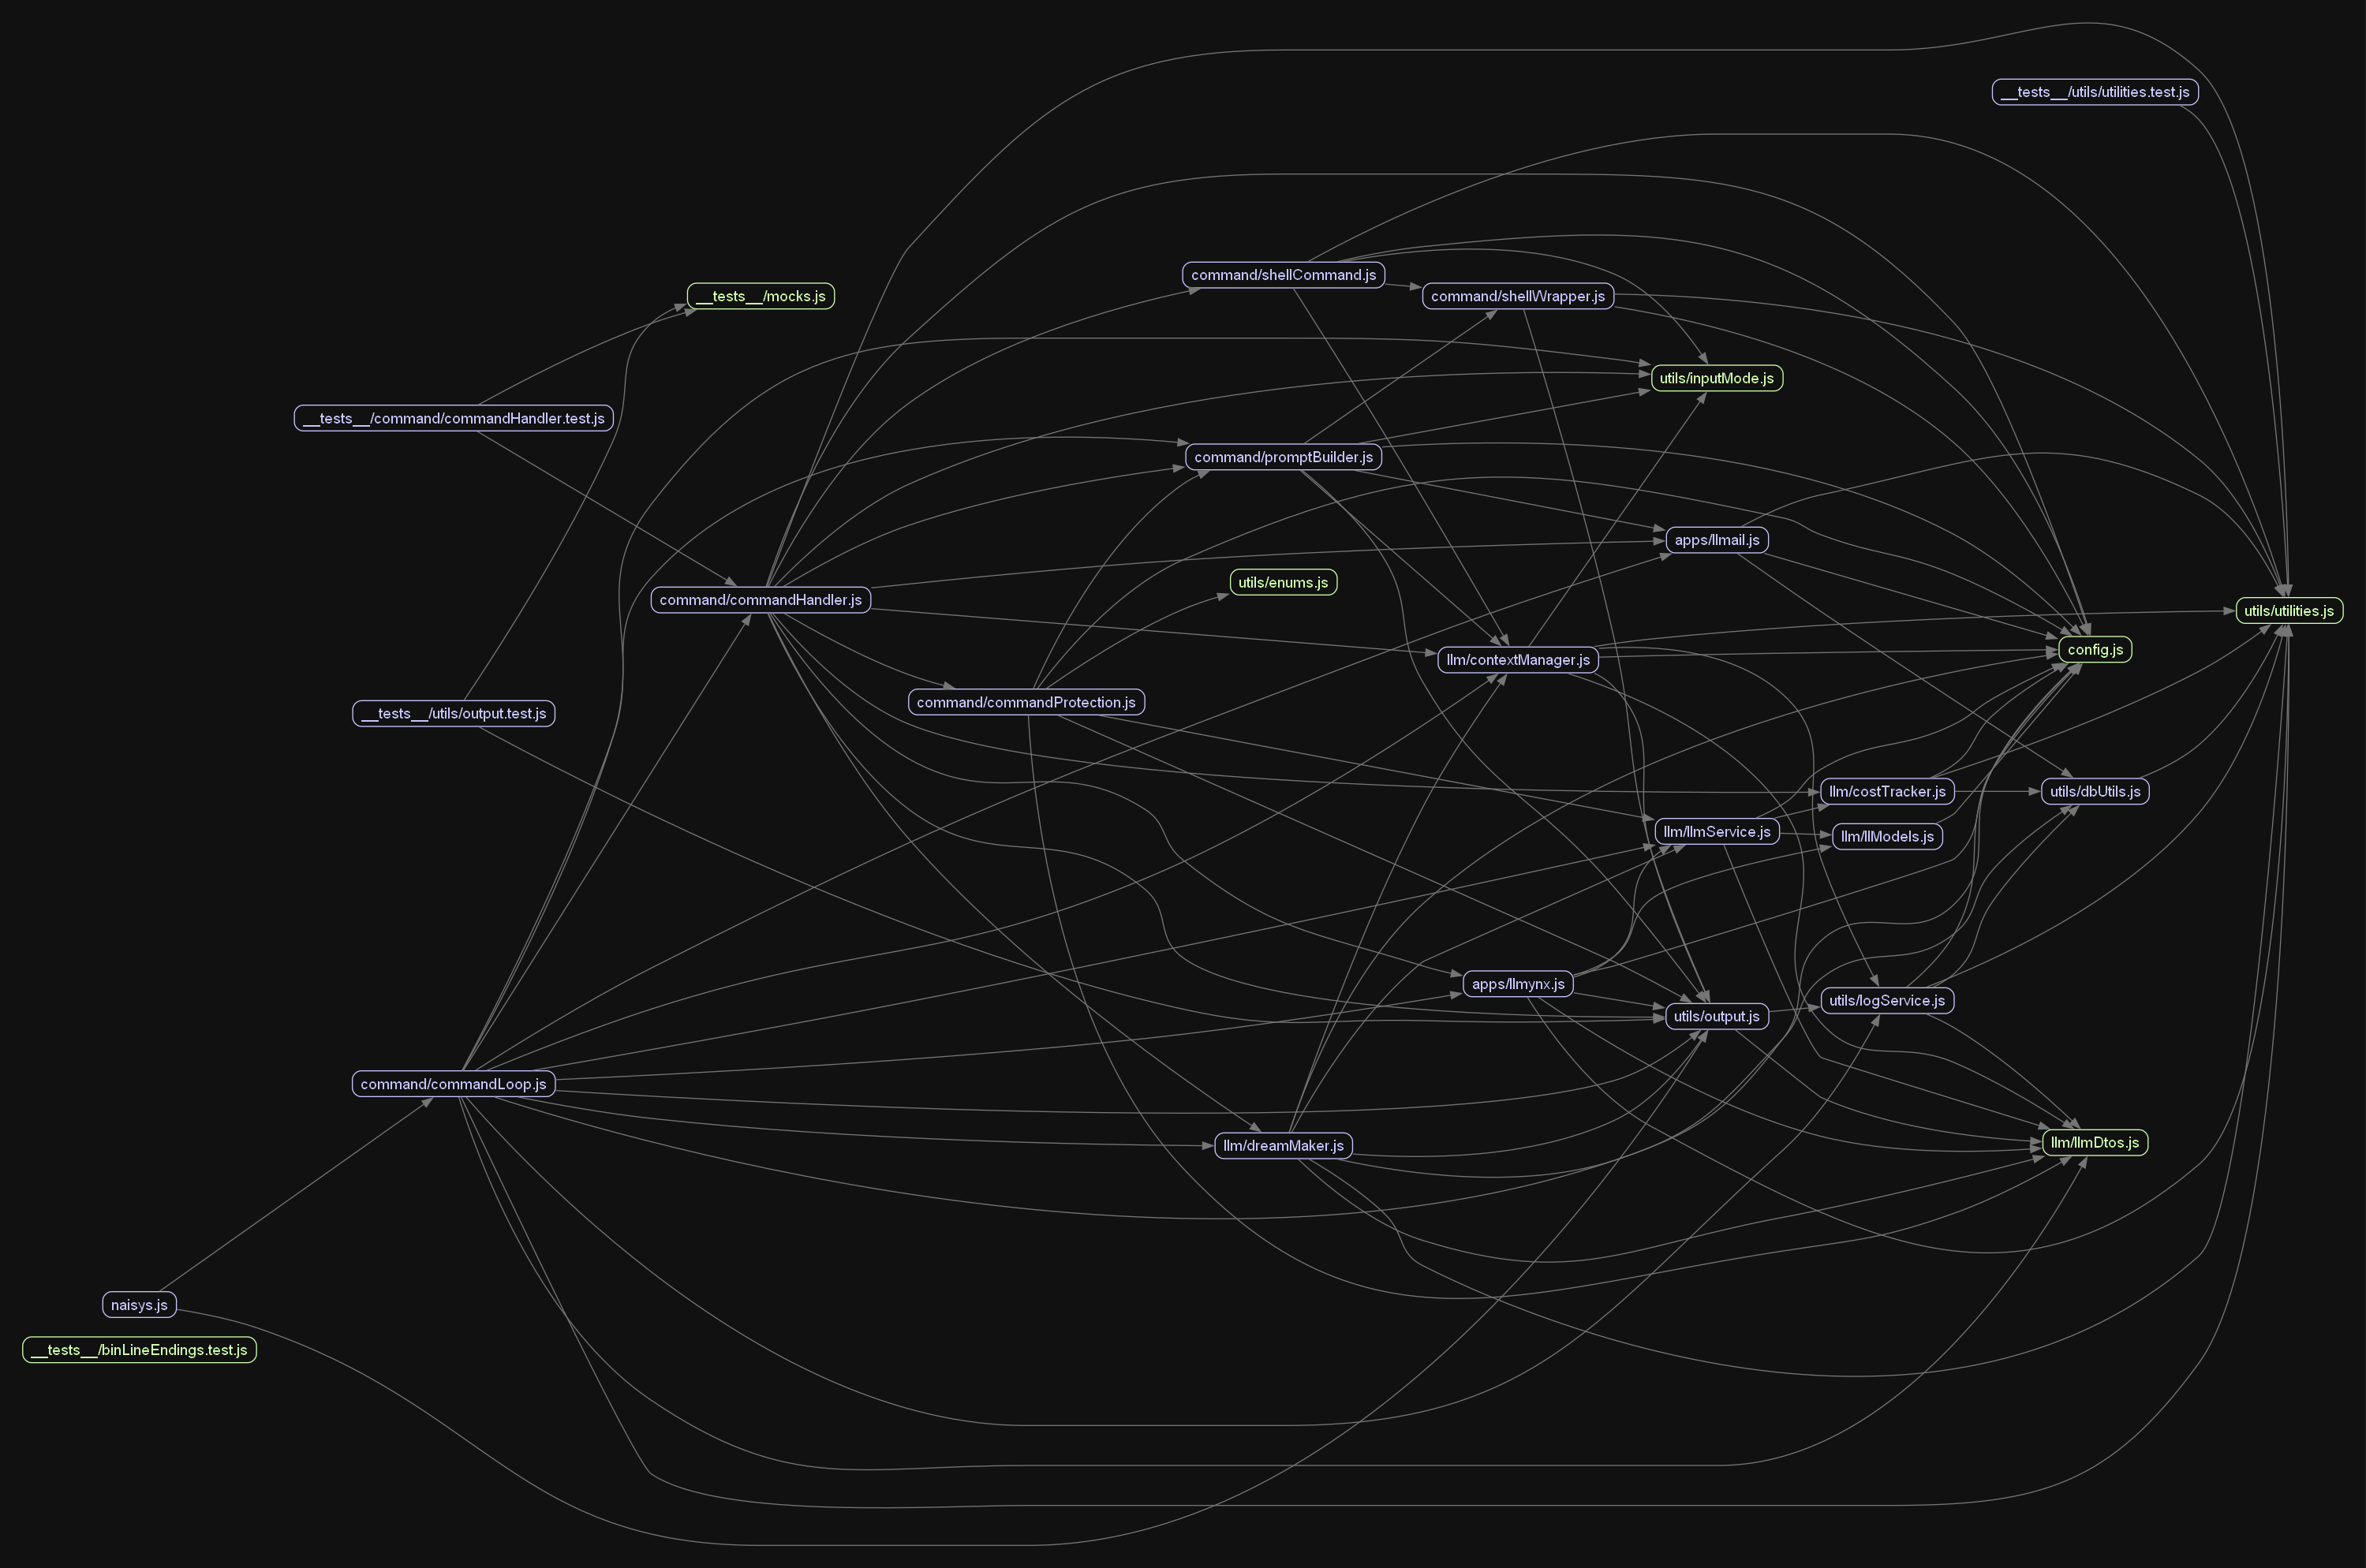 __tests__/utils/utilities.test.js
command/shellCommand.js
__tests__/mocks.js
command/shellWrapper.js
utils/inputMode.js
__tests__/command/commandHandler.test.js
command/promptBuilder.js
apps/llmail.js
utils/enums.js
command/commandHandler.js
utils/utilities.js
config.js
llm/contextManager.js
command/commandProtection.js
__tests__/utils/output.test.js
llm/costTracker.js
utils/dbUtils.js
llm/llmService.js
llm/llModels.js
apps/llmynx.js
utils/logService.js
utils/output.js
command/commandLoop.js
llm/dreamMaker.js
llm/llmDtos.js
naisys.js
__tests__/binLineEndings.test.js